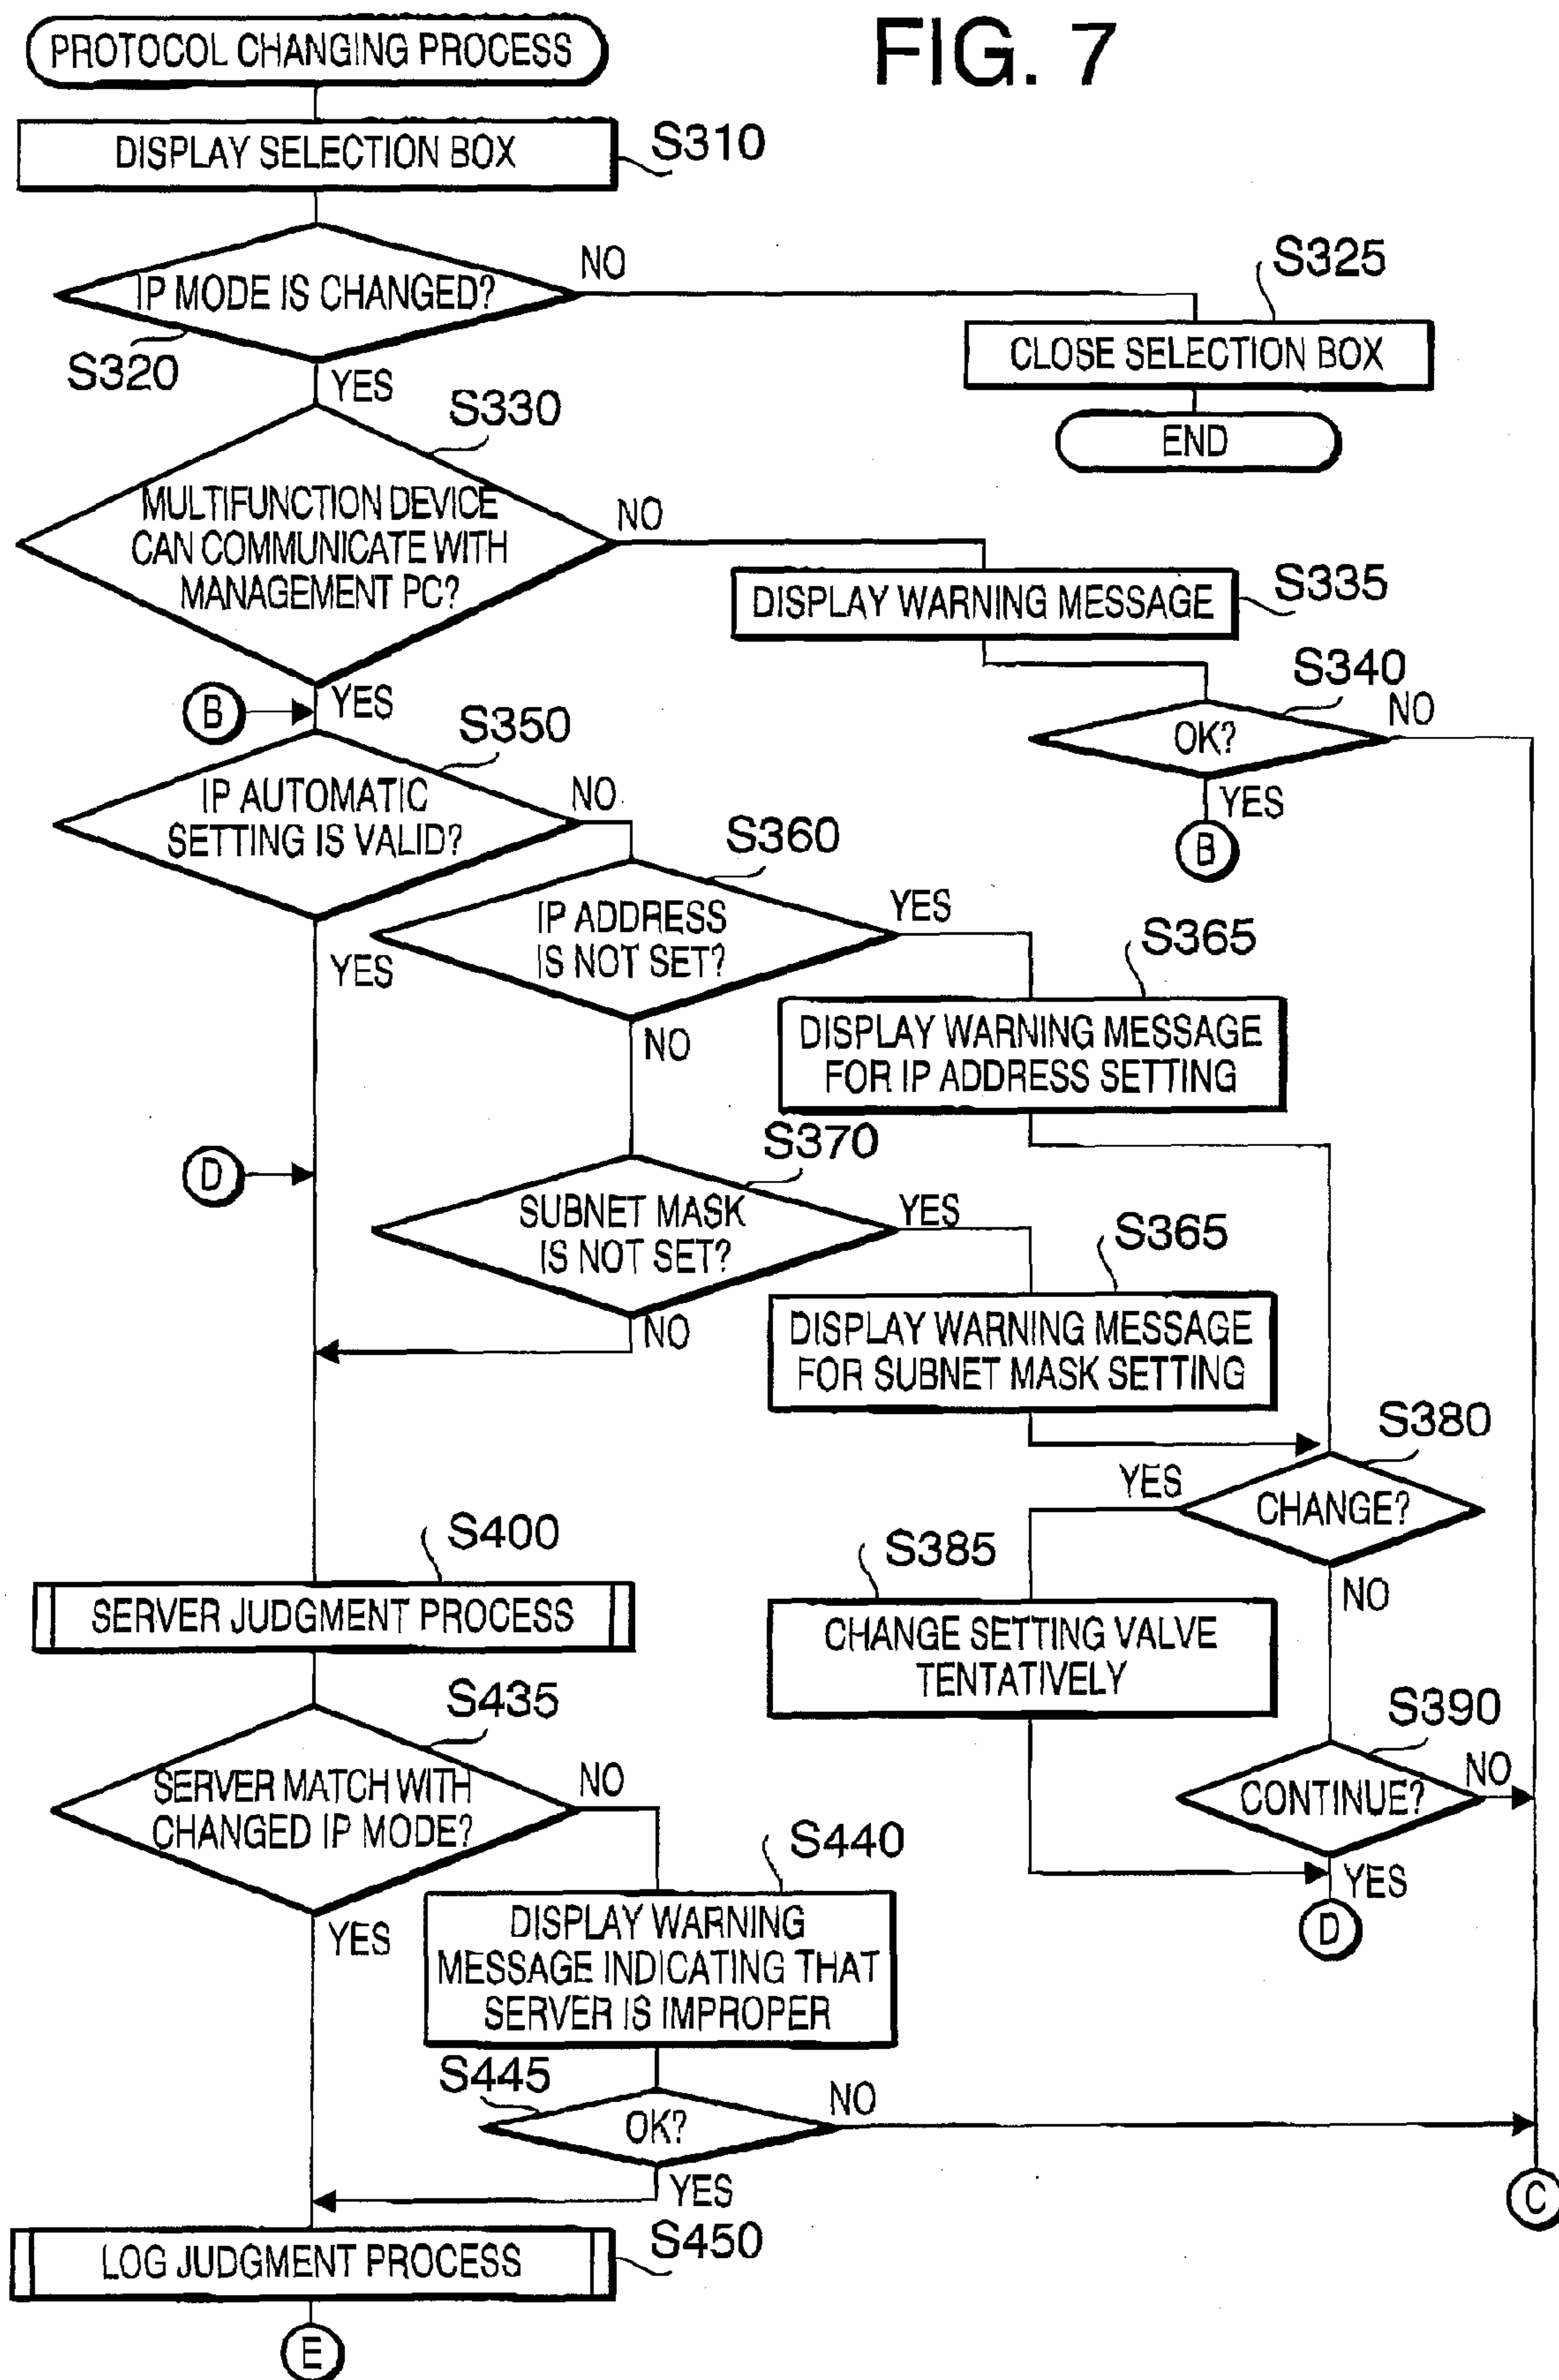 FIG. 7
PROTOCOL CHANGING PROCESS
DISPLAY SELECTION BOX
S310
IP MODE IS CHANGED?
NO
S320
YES
S325
CLOSE SELECTION BOX
END
S330
MULTIFUNCTION DEVICE
CAN COMMUNICATE WITH
MANAGEMENT PC?
NO
DISPLAY WARNING MESSAGE
S335
S340
OK?
NO
YES
B
B
YES
S350
IP AUTOMATIC
SETTING IS VALID?
NO
YES
S360
IP ADDRESS
IS NOT SET?
YES
NO
S365
DISPLAY WARNING MESSAGE
FOR IP ADDRESS SETTING
D
S370
SUBNET MASK
IS NOT SET?
YES
NO
S365
DISPLAY WARNING MESSAGE
FOR SUBNET MASK SETTING
S380
CHANGE?
YES
NO
S385
CHANGE SETTING VALVE
TENTATIVELY
S390
CONTINUE?
NO
YES
D
S400
SERVER JUDGMENT PROCESS
S435
SERVER MATCH WITH
CHANGED IP MODE?
NO
YES
S440
DISPLAY WARNING
MESSAGE INDICATING THAT
SERVER IS IMPROPER
S445
OK?
NO
YES
C
LOG JUDGMENT PROCESS
S450
E